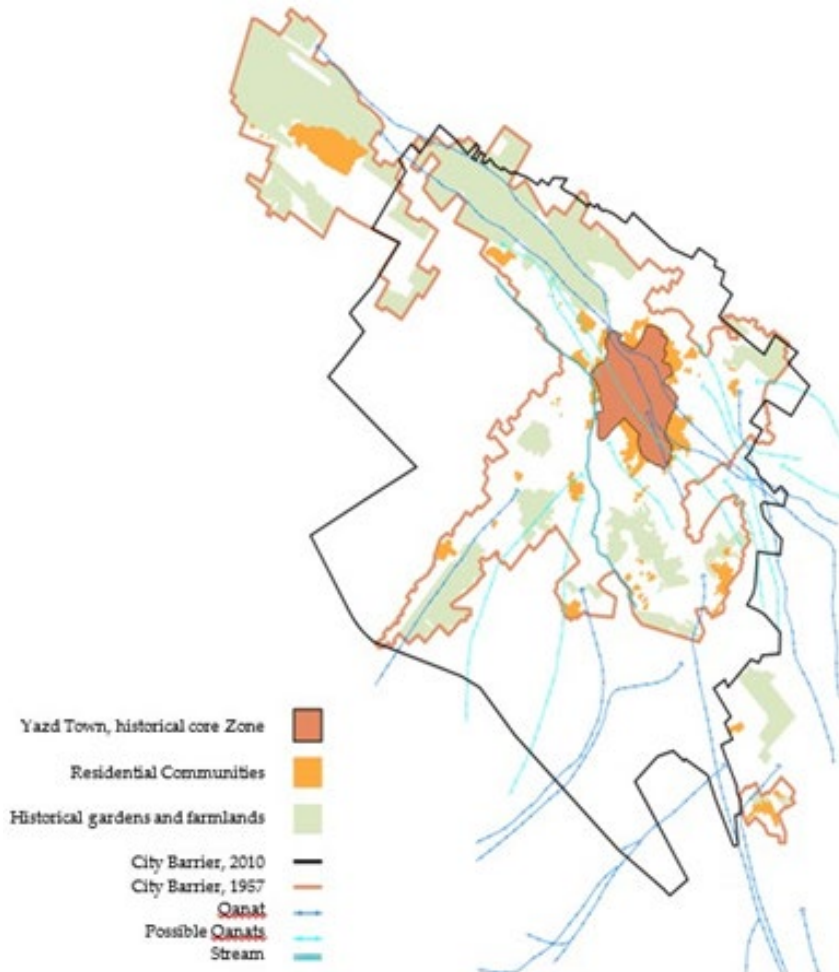 Yazd Town, historical core Zone
Residential Communities
Historical gardens and farmlands
City Barrier, 2010
City Barrier, 1957
Qanat
Possible Qanats
Stream